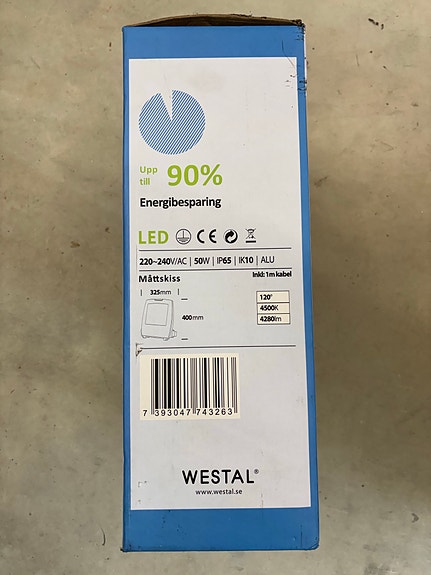 Upp
till 90%
Energibesparing
LED CE
220~240V/AC | 50W | IP65 | IK10 | ALU
Inkl: 1m kabel
Måttskiss
325mm
400mm
120°
4500K
4280lm
7 393047 743263
WESTAL®
www.westal.se